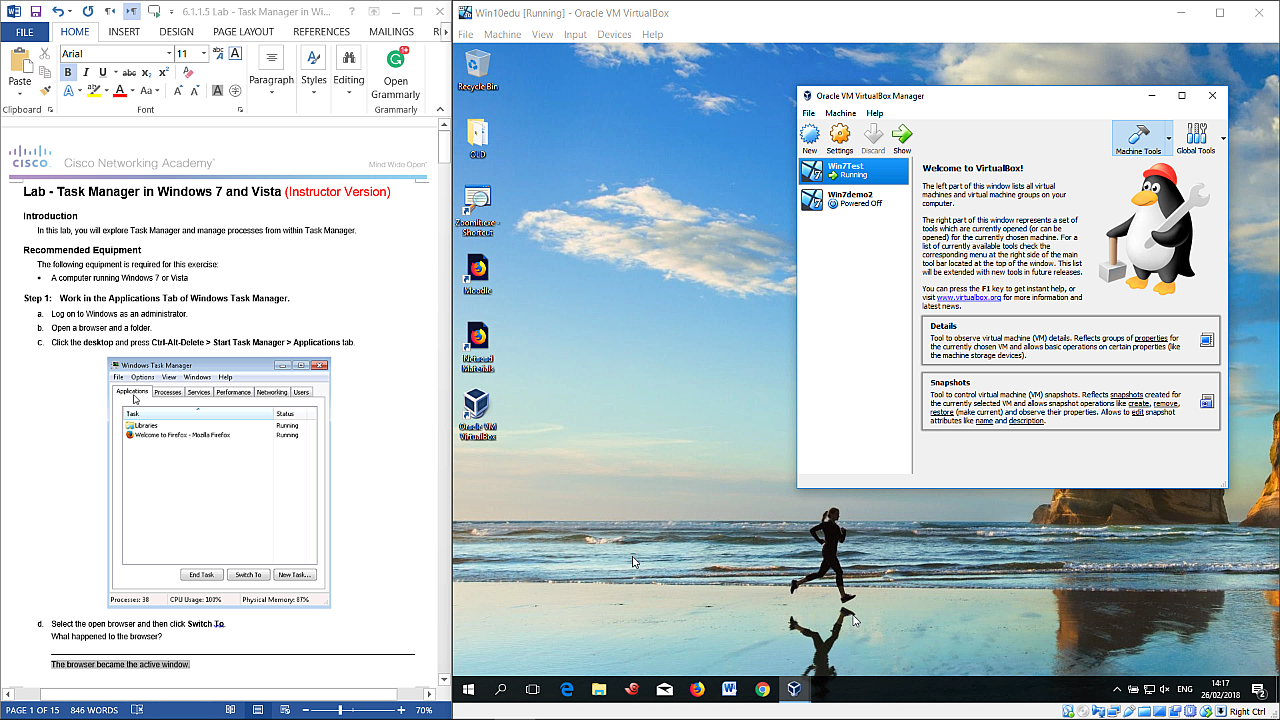 6.1.1.5 Lab - Task Manager in Wi...
FILE HOME INSERT DESIGN PAGE LAYOUT REFERENCES MAILINGS R
Arial 11
Paste
B I U abc X₂ X²
A ab A Aa A A A
Paragraph Styles Editing Open Grammarly
Clipboard Font Grammarly
CISCO Cisco Networking Academy® Mind Wide Open®
Lab - Task Manager in Windows 7 and Vista (Instructor Version)
Introduction
In this lab, you will explore Task Manager and manage processes from within Task Manager.
Recommended Equipment
The following equipment is required for this exercise:
• A computer running Windows 7 or Vista
Step 1: Work in the Applications Tab of Windows Task Manager.
a. Log on to Windows as an administrator.
b. Open a browser and a folder.
c. Click the desktop and press Ctrl-Alt-Delete > Start Task Manager > Applications tab.
Windows Task Manager
File Options View Windows Help
Applications Processes Services Performance Networking Users
Task Status
Libraries Running
Welcome to Firefox - Mozilla Firefox Running
End Task Switch To New Task...
Processes: 38 CPU Usage: 100% Physical Memory: 87%
d. Select the open browser and then click Switch To.
What happened to the browser?
The browser became the active window.
PAGE 1 OF 15 846 WORDS 70%
Win10edu [Running] - Oracle VM VirtualBox
File Machine View Input Devices Help
Recycle Bin
OLD
ZoomIt.exe - Shortcut
Moodle
Netacad Materials
Oracle VM VirtualBox
Oracle VM VirtualBox Manager
File Machine Help
New Settings Discard Show Machine Tools Global Tools
Win7Test
Running
Win7demo2
Powered Off
Welcome to VirtualBox!
The left part of this window lists all virtual
machines and virtual machine groups on your
computer.
The right part of this window represents a set of
tools which are currently opened (or can be
opened) for the currently chosen machine. For a
list of currently available tools check the
corresponding menu at the right side of the main
tool bar located at the top of the window. This list
will be extended with new tools in future releases.
You can press the F1 key to get instant help, or
visit www.virtualbox.org for more information and
latest news.
Details
Tool to observe virtual machine (VM) details. Reflects groups of properties for
the currently chosen VM and allows basic operations on certain properties (like
the machine storage devices).
Snapshots
Tool to control virtual machine (VM) snapshots. Reflects snapshots created for
the currently selected VM and allows snapshot operations like create, remove,
restore (make current) and observe their properties. Allows to edit snapshot
attributes like name and description.
ENG 14:17
26/02/2018
Right Ctrl